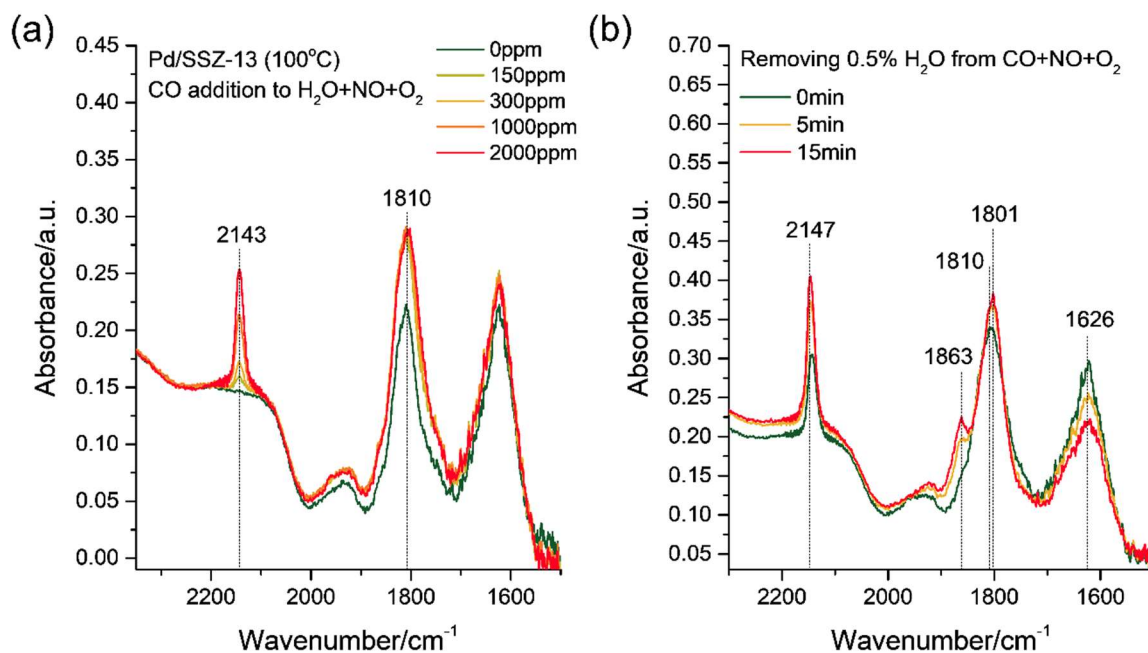 (a)
Pd/SSZ-13 (100°C)
CO addition to H₂O+NO+O₂
0ppm
150ppm
300ppm
1000ppm
2000ppm
2143
1810
0.45
0.40
0.35
0.30
0.25
0.20
0.15
0.10
0.05
0.00
Absorbance/a.u.
2200
2000
1800
1600
Wavenumber/cm⁻¹
(b)
Removing 0.5% H₂O from CO+NO+O₂
0min
5min
15min
2147
1863
1810
1801
1626
0.70
0.65
0.60
0.55
0.50
0.45
0.40
0.35
0.30
0.25
0.20
0.15
0.10
0.05
Absorbance/a.u.
2200
2000
1800
1600
Wavenumber/cm⁻¹